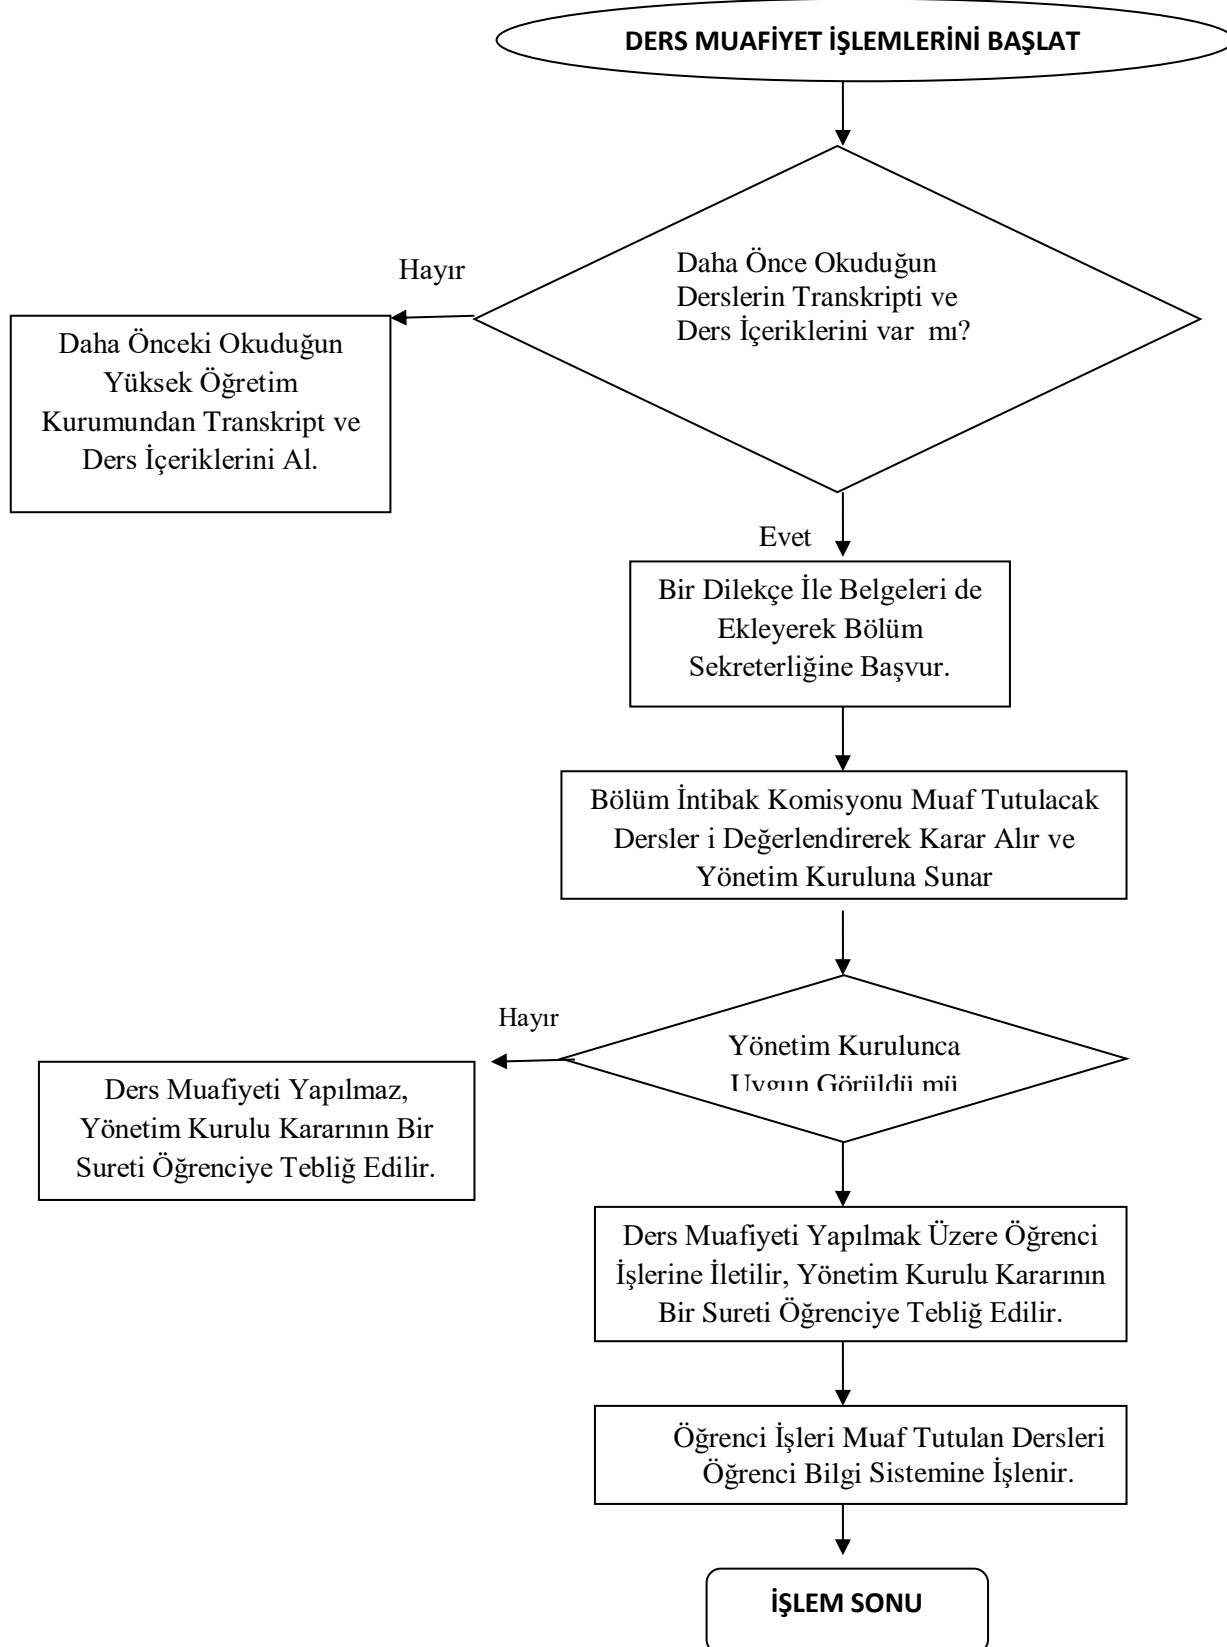 DERS MUAFİYET İŞLEMLERİNİ BAŞLAT
Daha Önce Okuduğun
Derslerin Transkripti ve
Ders İçeriklerini var mı?
Hayır
Daha Önceki Okuduğun
Yüksek Öğretim
Kurumundan Transkript ve
Ders İçeriklerini Al.
Evet
Bir Dilekçe İle Belgeleri de
Ekleyerek Bölüm
Sekreterliğine Başvur.
Bölüm İntibak Komisyonu Muaf Tutulacak
Dersler i Değerlendirerek Karar Alır ve
Yönetim Kuruluna Sunar
Hayır
Yönetim Kurulunca
Uygun Görüldü mü
Ders Muafiyeti Yapılmaz,
Yönetim Kurulu Kararının Bir
Sureti Öğrenciye Tebliğ Edilir.
Ders Muafiyeti Yapılmak Üzere Öğrenci
İşlerine İletilir, Yönetim Kurulu Kararının
Bir Sureti Öğrenciye Tebliğ Edilir.
Öğrenci İşleri Muaf Tutulan Dersleri
Öğrenci Bilgi Sistemine İşlenir.
İŞLEM SONU